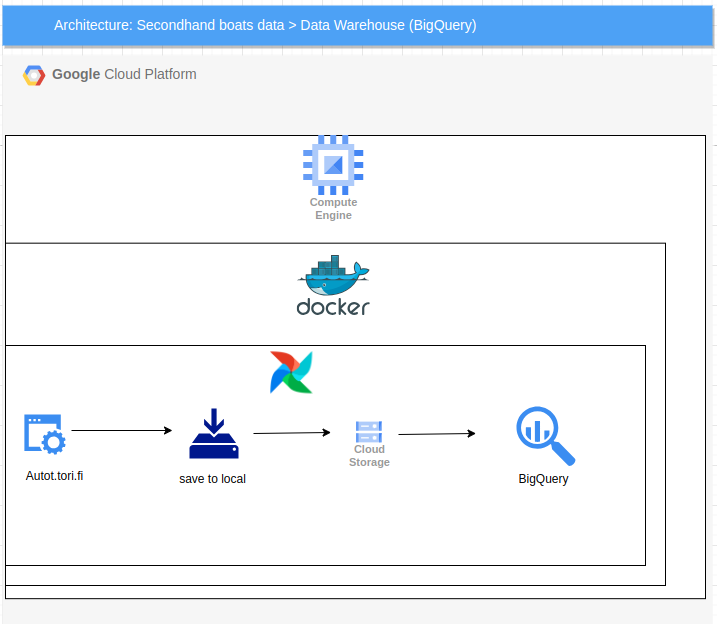 Architecture: Secondhand boats data > Data Warehouse (BigQuery)
Google Cloud Platform
Compute
Engine
docker
Autot.tori.fi
save to local
Cloud
Storage
BigQuery